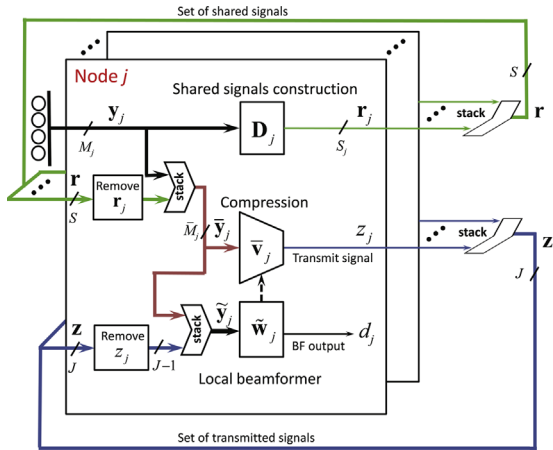 Set of shared signals
Node j
Shared signals construction
S
r
stack
y_j
M_j
D_j
r_j
S_j
r
S
Remove
r_j
stack
Compression
M̄_j
ȳ_j
v̄_j
z_j
Transmit signal
stack
z
J
ỹ_j
stack
w̃_j
d_j
BF output
z
J
Remove
z_j
J−1
Local beamformer
Set of transmitted signals